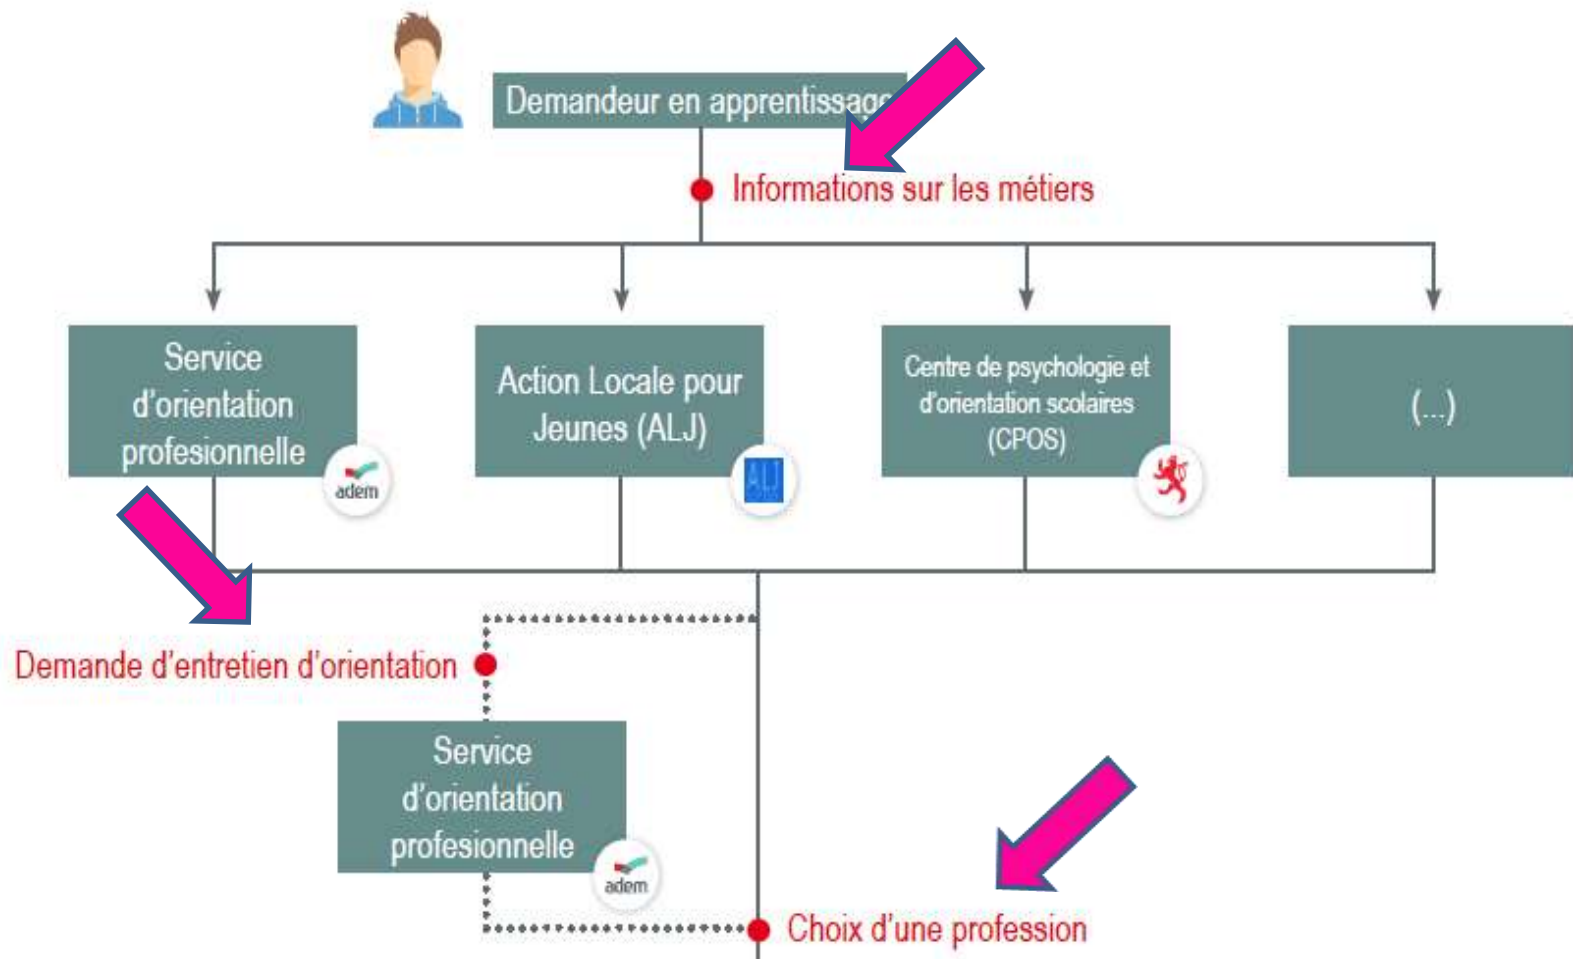 Demandeur en apprentissage
Informations sur les métiers
Service
d'orientation
profesionnelle
adem
Action Locale pour
Jeunes (ALJ)
ALJ
Centre de psychologie et
d'orientation scolaires
(CPOS)
(...)
Demande d'entretien d'orientation
Service
d'orientation
profesionnelle
adem
Choix d'une profession